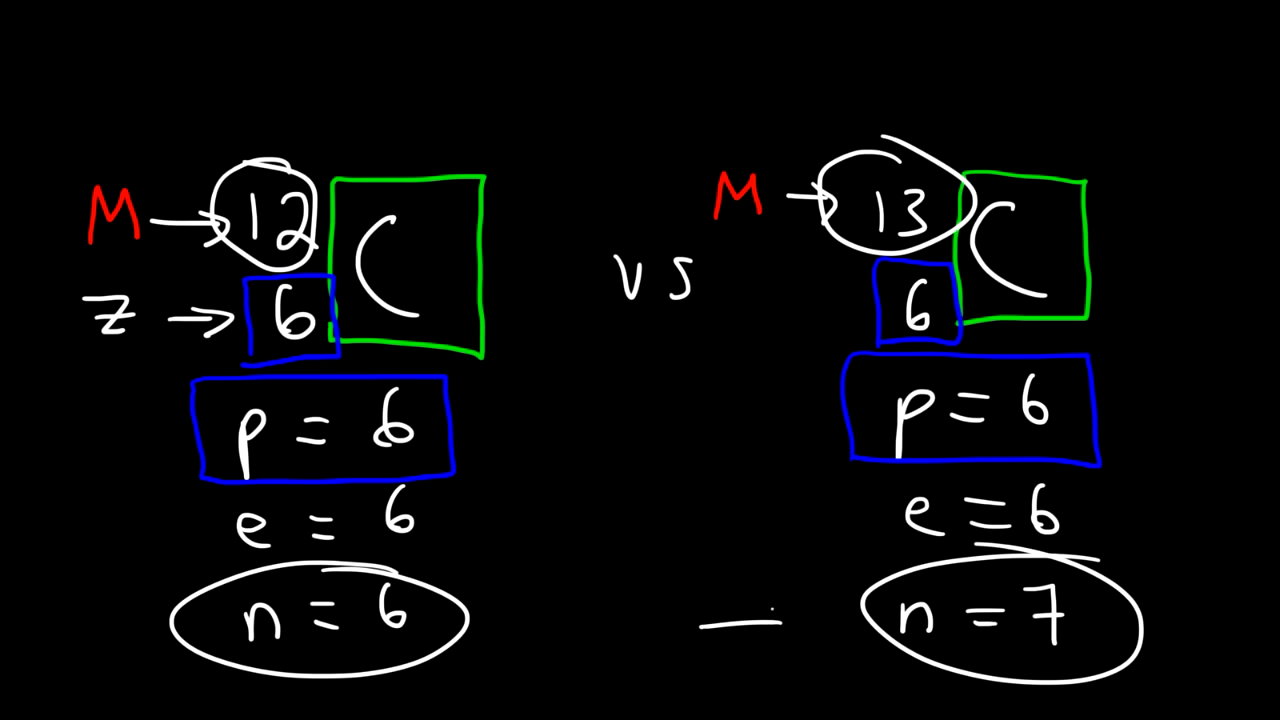 M → 12 C vs M → 13 C
Z → 6 6
p = 6 p = 6
e = 6 e = 6
n = 6 — n = 7